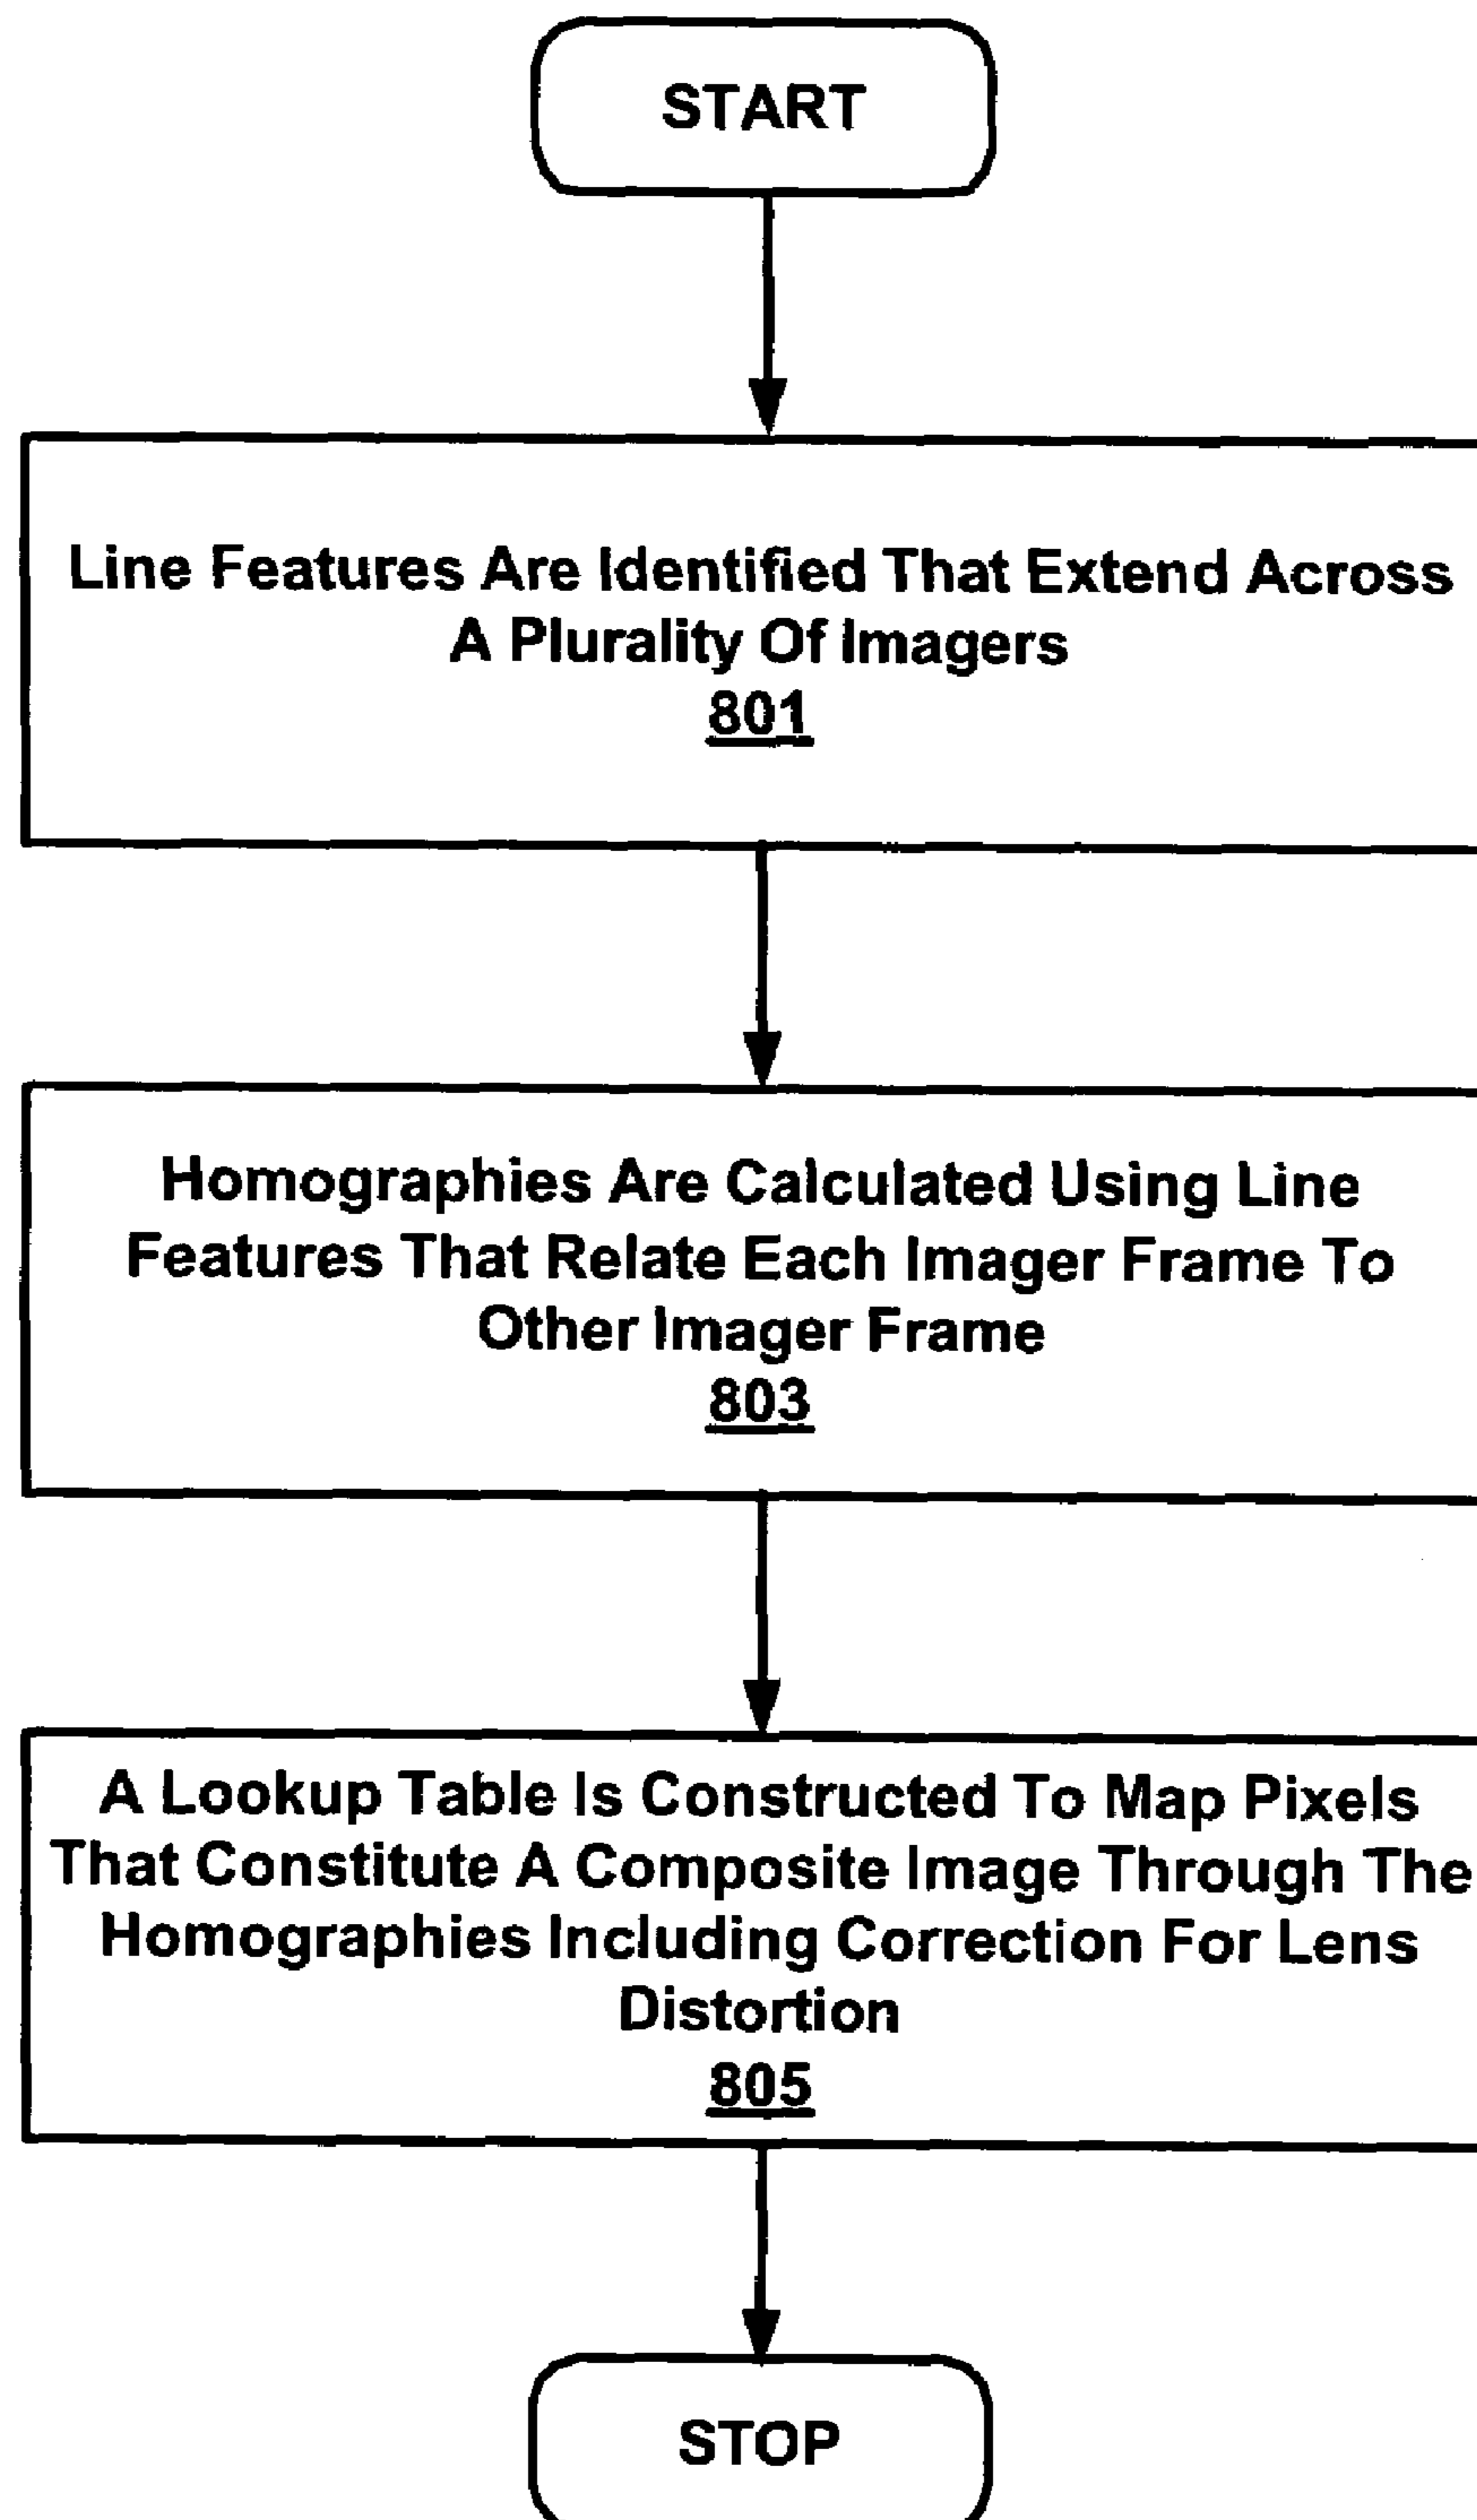 START
Line Features Are Identified That Extend Across
A Plurality Of Imagers
801
Homographies Are Calculated Using Line
Features That Relate Each Imager Frame To
Other Imager Frame
803
A Lookup Table Is Constructed To Map Pixels
That Constitute A Composite Image Through The
Homographies Including Correction For Lens
Distortion
805
STOP